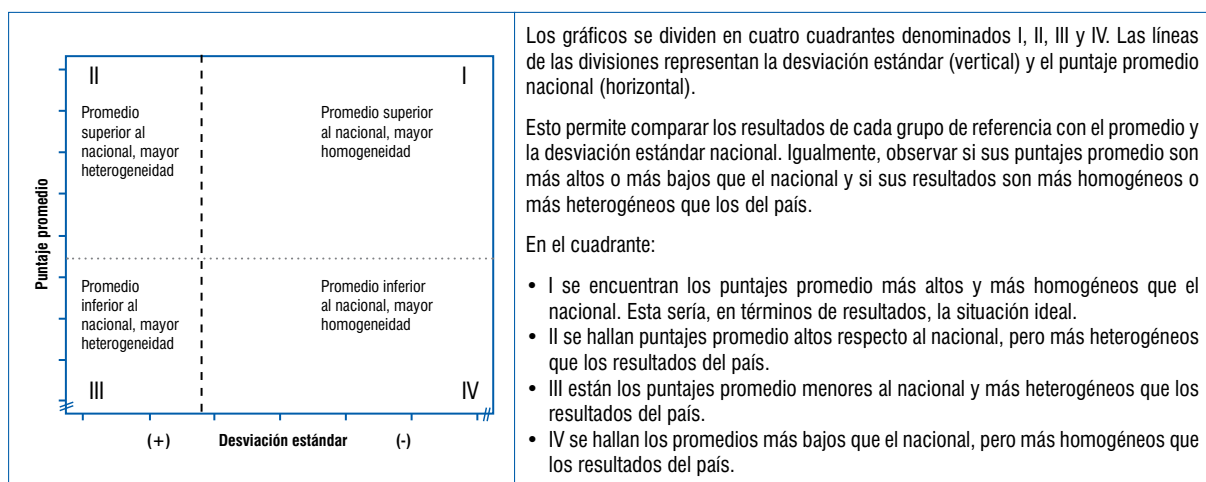 II
I
Promedio
superior al
nacional, mayor
heterogeneidad
Promedio superior
al nacional, mayor
homogeneidad
Puntaje promedio
Promedio
inferior al
nacional, mayor
heterogeneidad
Promedio inferior
al nacional, mayor
homogeneidad
III
IV
(+)
Desviación estándar
(-)
Los gráficos se dividen en cuatro cuadrantes denominados I, II, III y IV. Las líneas
de las divisiones representan la desviación estándar (vertical) y el puntaje promedio
nacional (horizontal).
Esto permite comparar los resultados de cada grupo de referencia con el promedio y
la desviación estándar nacional. Igualmente, observar si sus puntajes promedio son
más altos o más bajos que el nacional y si sus resultados son más homogéneos o
más heterogéneos que los del país.
En el cuadrante:
• I se encuentran los puntajes promedio más altos y más homogéneos que el
nacional. Esta sería, en términos de resultados, la situación ideal.
• II se hallan puntajes promedio altos respecto al nacional, pero más heterogéneos
que los resultados del país.
• III están los puntajes promedio menores al nacional y más heterogéneos que los
resultados del país.
• IV se hallan los promedios más bajos que el nacional, pero más homogéneos que
los resultados del país.